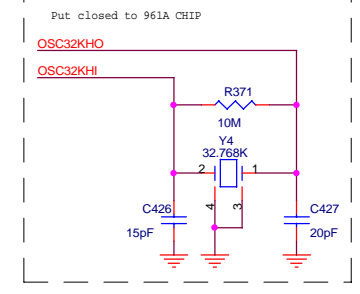 Put closed to 961A CHIP
OSC32KHO
OSC32KHI
R371
10M
Y4
32.768K
2 1
4 3
C426 C427
15pF 20pF